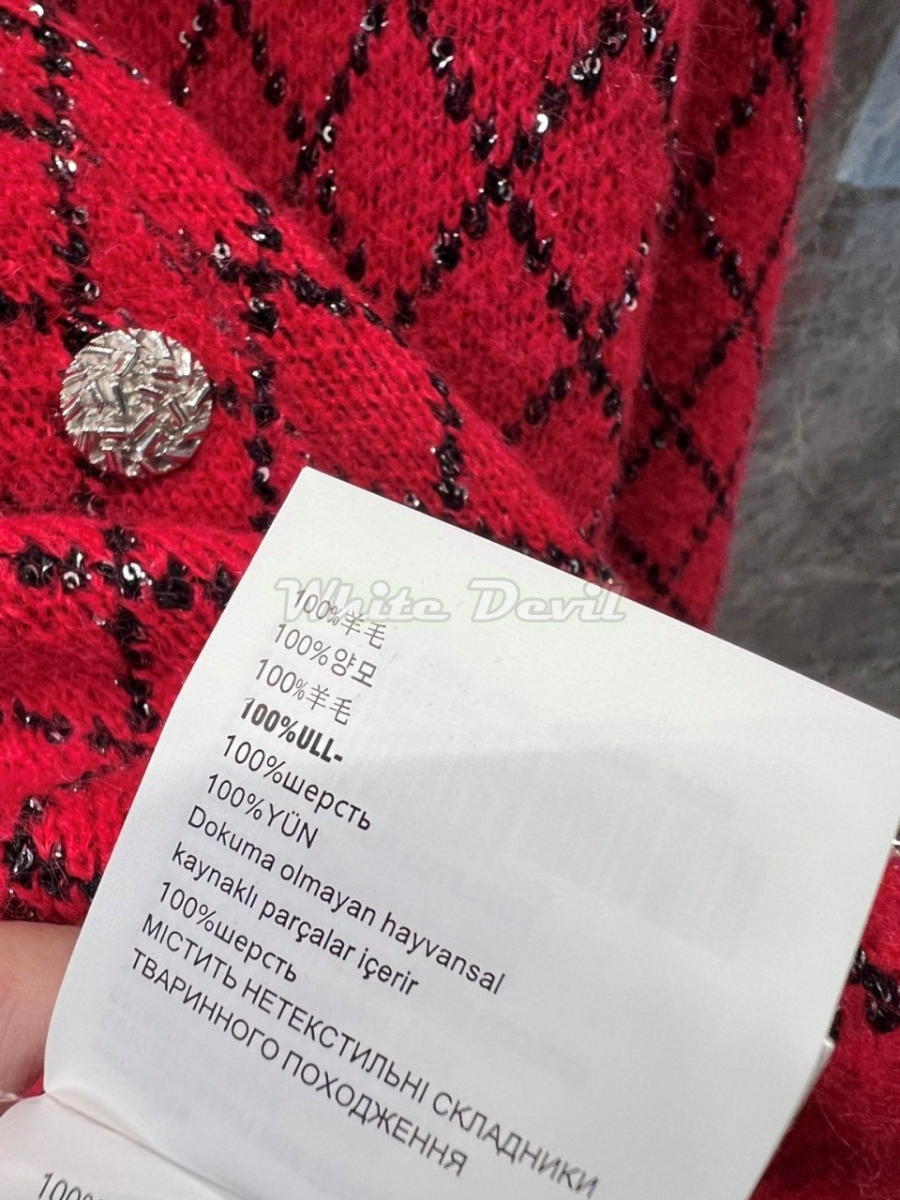 White Devil
100%羊毛
100%양모
100%羊毛
100%ULL-
100%шерсть
100%YÜN
Dokuma olmayan hayvansal
kaynaklı parçalar içerir
100%шерсть
МІСТИТЬ НЕТЕКСТИЛЬНІ СКЛАДНИКИ
ТВАРИННОГО ПОХОДЖЕННЯ
100%